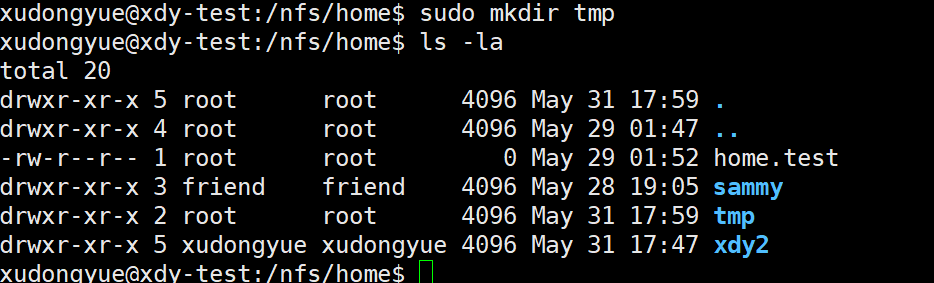 xudongyue@xdy-test:/nfs/home$ sudo mkdir tmp
xudongyue@xdy-test:/nfs/home$ ls -la
total 20
drwxr-xr-x 5 root      root      4096 May 31 17:59 .
drwxr-xr-x 4 root      root      4096 May 29 01:47 ..
-rw-r--r-- 1 root      root         0 May 29 01:52 home.test
drwxr-xr-x 3 friend    friend    4096 May 28 19:05 sammy
drwxr-xr-x 2 root      root      4096 May 31 17:59 tmp
drwxr-xr-x 5 xudongyue xudongyue 4096 May 31 17:47 xdy2
xudongyue@xdy-test:/nfs/home$